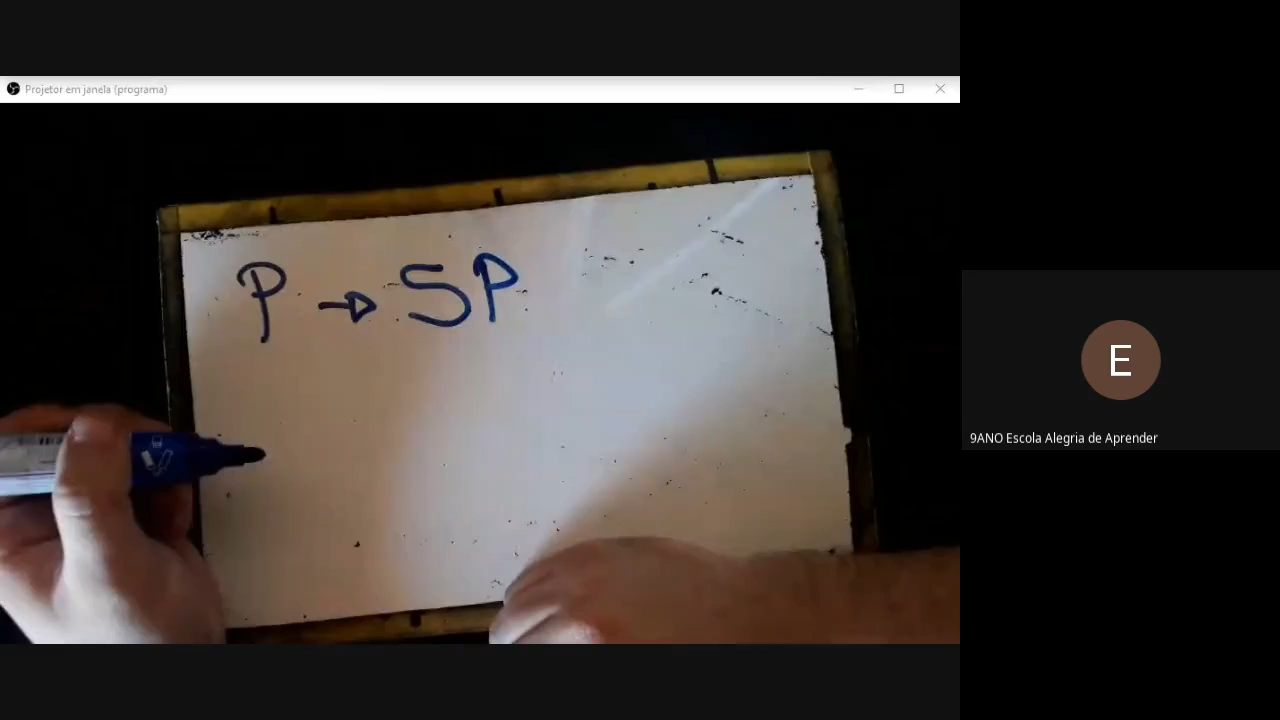 Projetor em janela (programa)
P → SP
E
9ANO Escola Alegria de Aprender